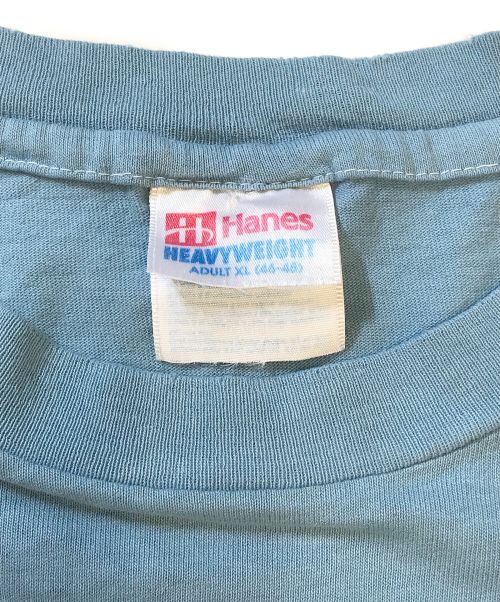 Hanes
HEAVYWEIGHT
ADULT XL (46-48)